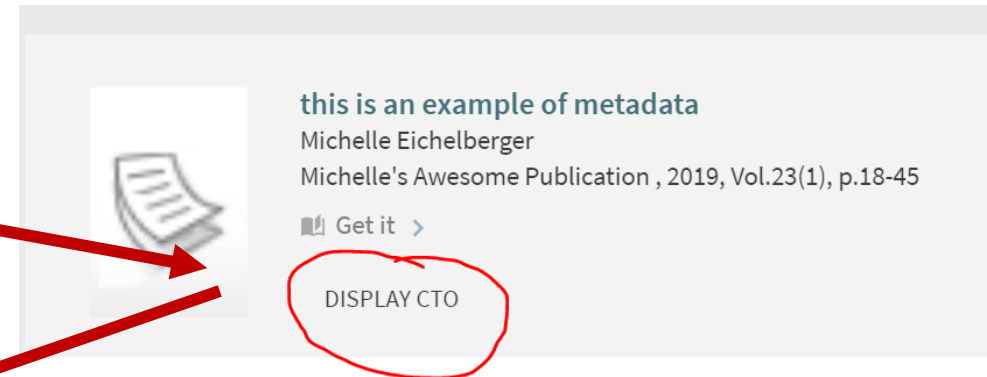 this is an example of metadata
Michelle Eichelberger
Michelle's Awesome Publication , 2019, Vol.23(1), p.18-45
Get it >
DISPLAY CTO